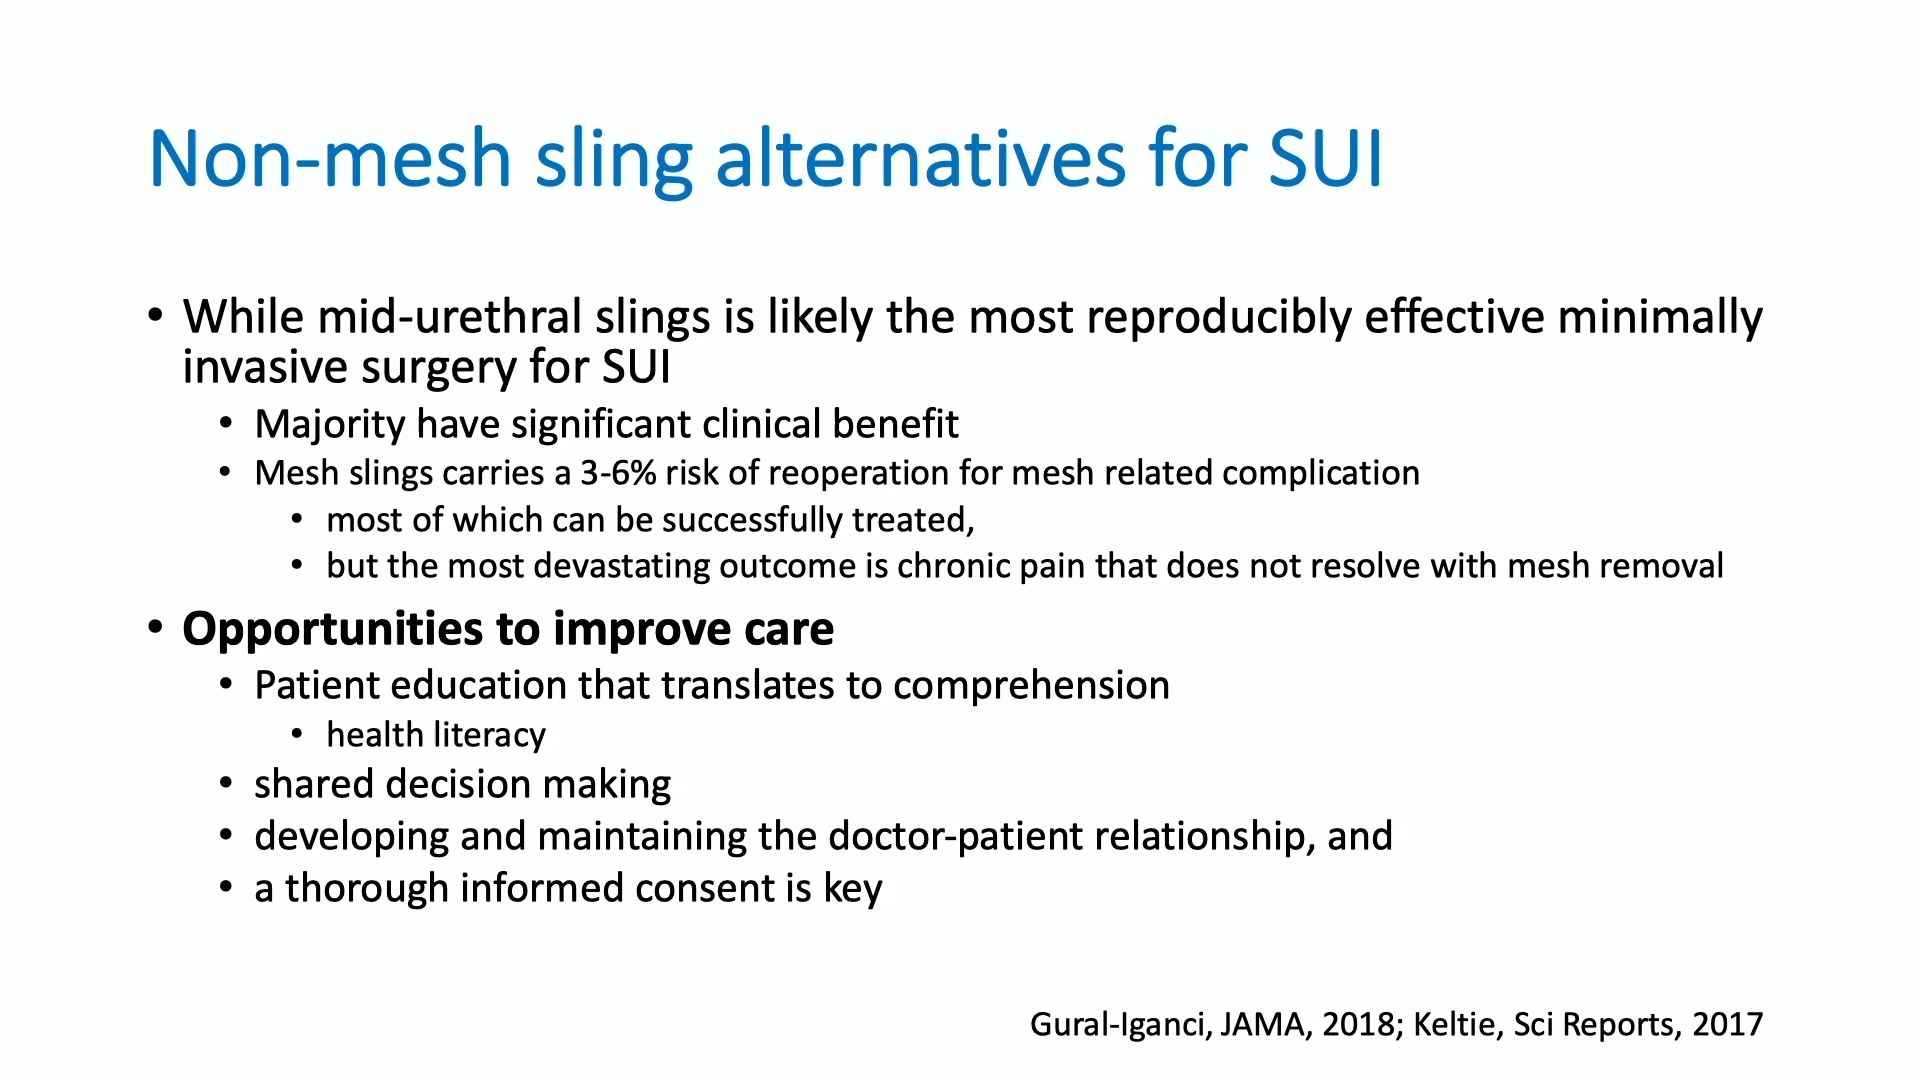 Non-mesh sling alternatives for SUI
• While mid-urethral slings is likely the most reproducibly effective minimally
invasive surgery for SUI
• Majority have significant clinical benefit
• Mesh slings carries a 3-6% risk of reoperation for mesh related complication
• most of which can be successfully treated,
• but the most devastating outcome is chronic pain that does not resolve with mesh removal
• Opportunities to improve care
• Patient education that translates to comprehension
• health literacy
• shared decision making
• developing and maintaining the doctor-patient relationship, and
• a thorough informed consent is key
Gural-Iganci, JAMA, 2018; Keltie, Sci Reports, 2017